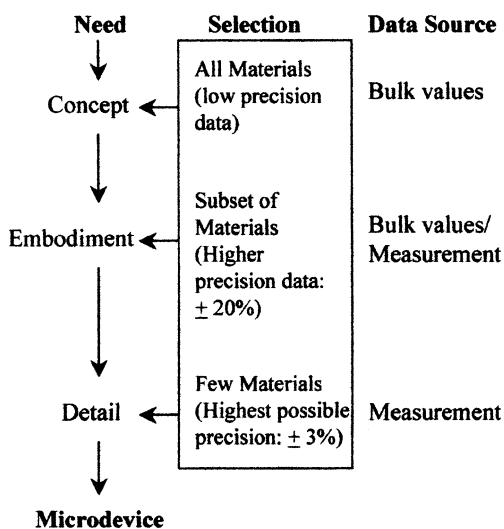 Need Selection Data Source
All Materials
(low precision
data)
Concept
Bulk values
Subset of
Materials
(Higher
precision data:
± 20%)
Embodiment
Bulk values/
Measurement
Few Materials
(Highest possible
precision: ± 3%)
Detail
Measurement
Microdevice